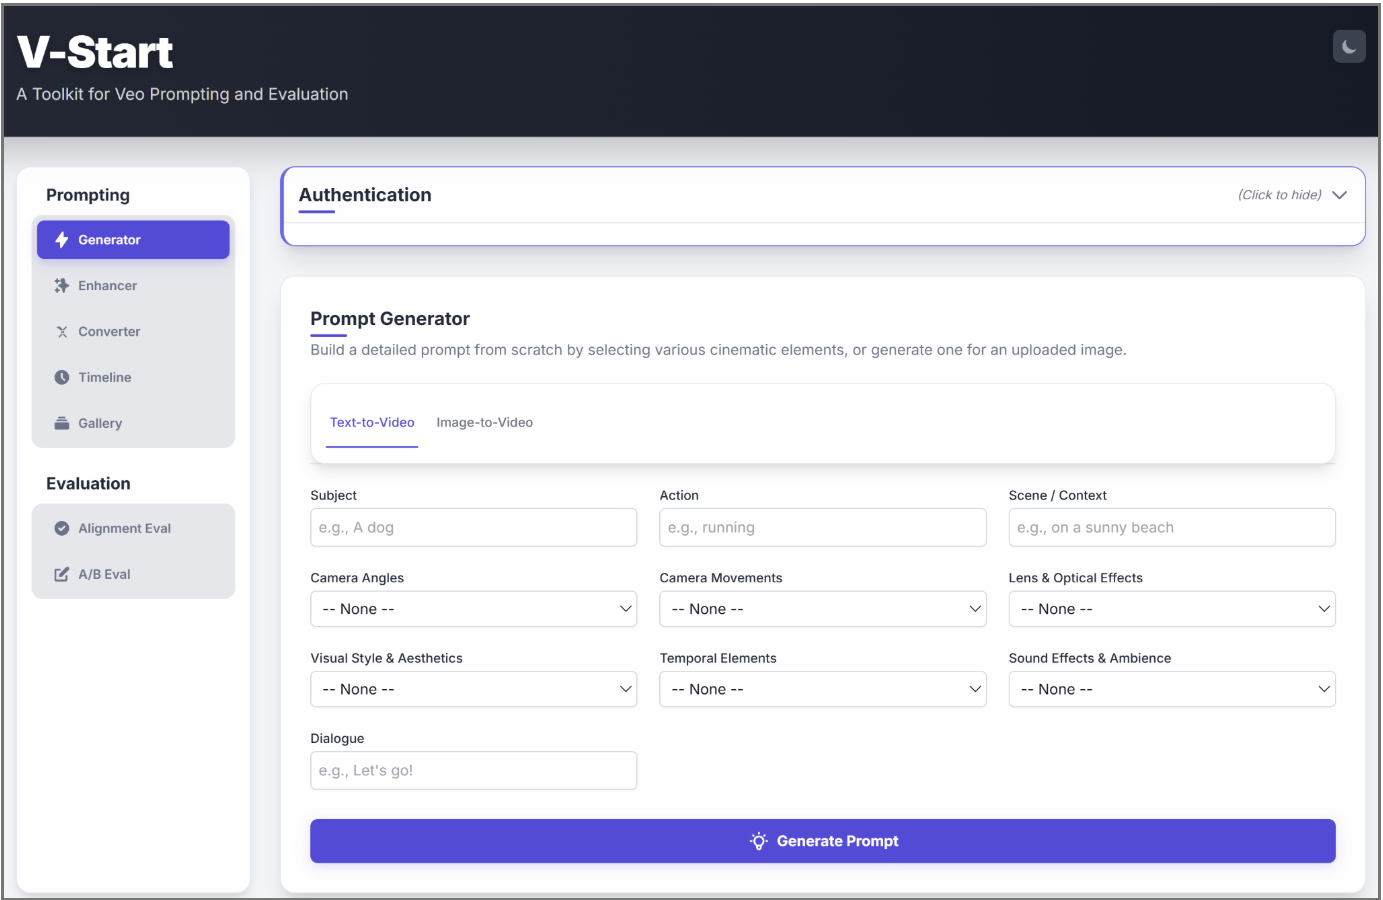 V-Start
A Toolkit for Veo Prompting and Evaluation
Prompting
Generator
Enhancer
Converter
Timeline
Gallery
Evaluation
Alignment Eval
A/B Eval
Authentication
(Click to hide)
Prompt Generator
Build a detailed prompt from scratch by selecting various cinematic elements, or generate one for an uploaded image.
Text-to-Video Image-to-Video
Subject Action Scene / Context
e.g., A dog e.g., running e.g., on a sunny beach
Camera Angles Camera Movements Lens & Optical Effects
-- None -- -- None -- -- None --
Visual Style & Aesthetics Temporal Elements Sound Effects & Ambience
-- None -- -- None -- -- None --
Dialogue
e.g., Let's go!
Generate Prompt